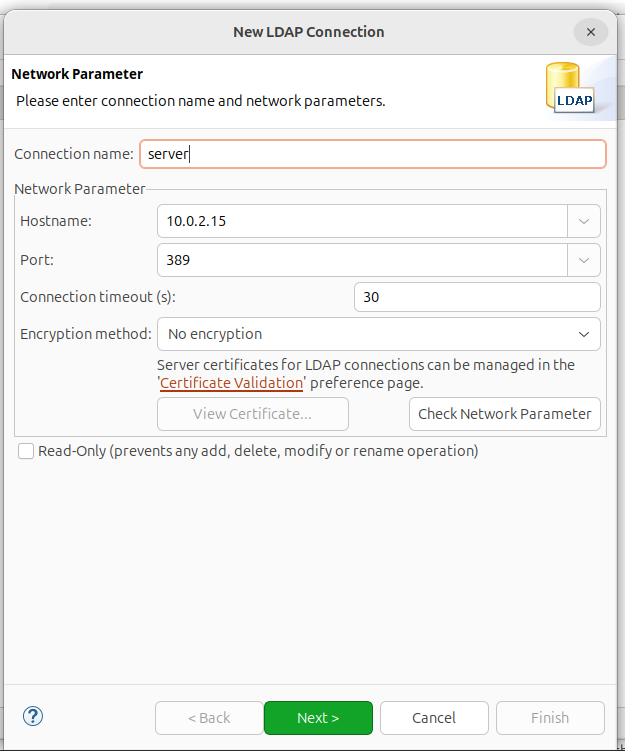 New LDAP Connection
Network Parameter
Please enter connection name and network parameters.
LDAP
Connection name: server
Network Parameter
Hostname: 10.0.2.15
Port: 389
Connection timeout (s): 30
Encryption method: No encryption
Server certificates for LDAP connections can be managed in the
'Certificate Validation' preference page.
View Certificate... Check Network Parameter
Read-Only (prevents any add, delete, modify or rename operation)
? < Back Next > Cancel Finish